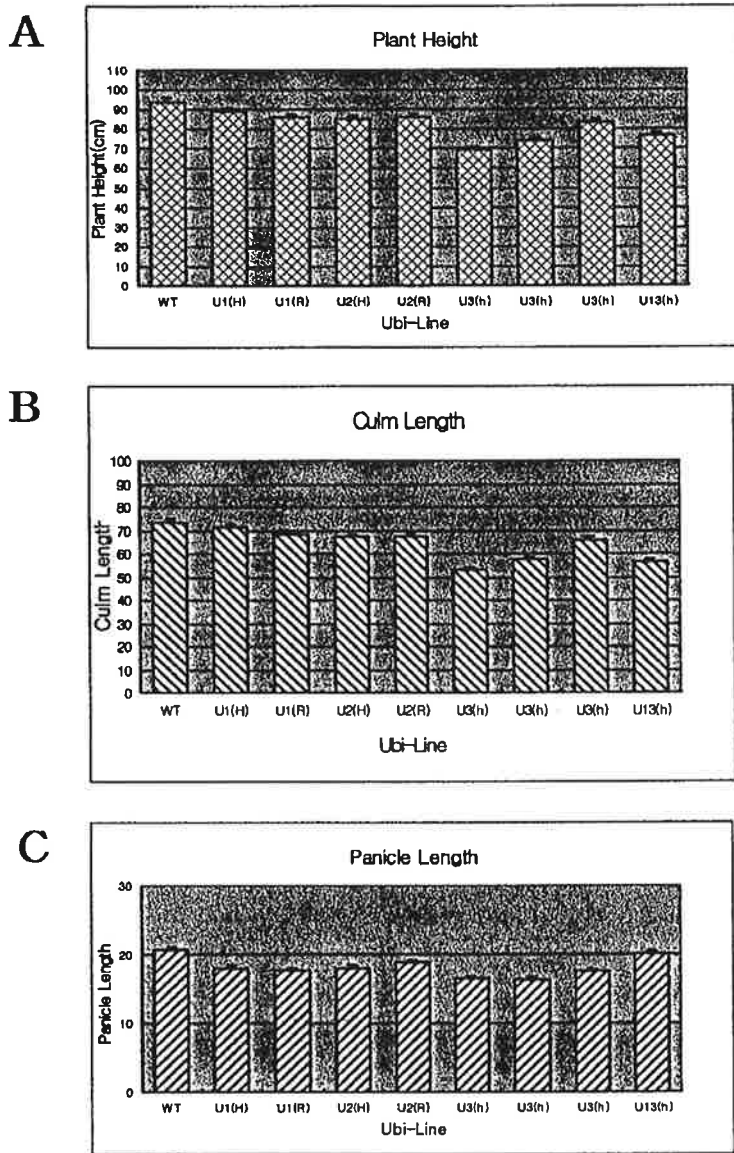 A
Plant Height
Plant Height(cm)
110
100
90
80
70
60
50
40
30
20
10
0
WT U1(H) U1(R) U2(H) U2(R) U3(h) U3(h) U3(h) U13(h)
Ubi-Line
B
Culm Length
Culm Length
100
90
80
70
60
50
40
30
20
10
0
WT U1(H) U1(R) U2(H) U2(R) U3(h) U3(h) U3(h) U13(h)
Ubi-Line
C
Panicle Length
Panicle Length
30
20
10
0
WT U1(H) U1(R) U2(H) U2(R) U3(h) U3(h) U3(h) U13(h)
Ubi-Line